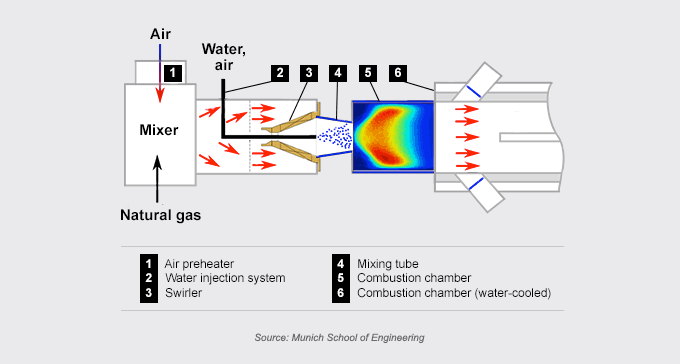 Air
Water,
air
1
2
3
4
5
6
Mixer
Natural gas
1 Air preheater
2 Water injection system
3 Swirler
4 Mixing tube
5 Combustion chamber
6 Combustion chamber (water-cooled)
Source: Munich School of Engineering